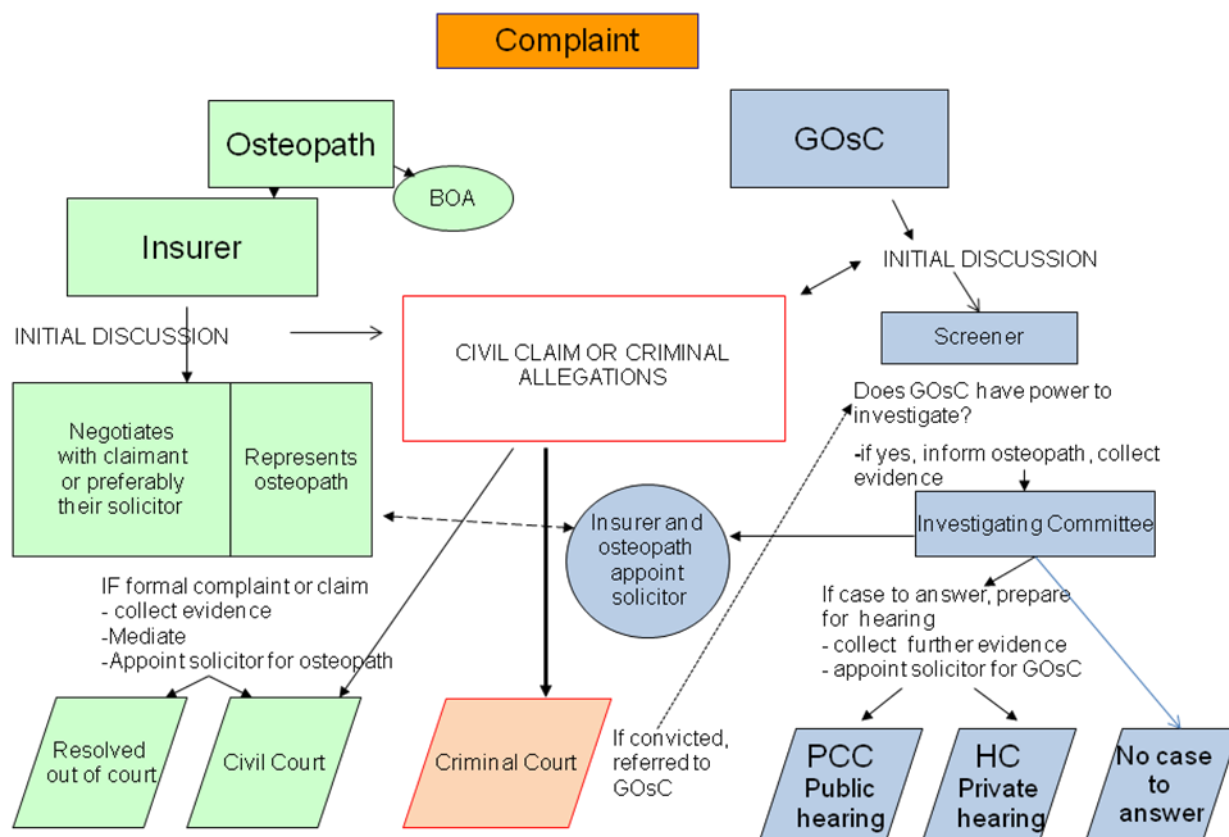 Complaint
Osteopath
BOA
Insurer
INITIAL DISCUSSION
Negotiates
with claimant
or preferably
their solicitor
Represents
osteopath
IF formal complaint or claim
- collect evidence
-Mediate
-Appoint solicitor for osteopath
Resolved
out of court
Civil Court
CIVIL CLAIM OR CRIMINAL
ALLEGATIONS
Insurer and
osteopath
appoint
solicitor
Criminal Court
If convicted,
referred to
GOsC
GOsC
INITIAL DISCUSSION
Screener
Does GOsC have power to
investigate?
-if yes, inform osteopath, collect
evidence
Investigating Committee
If case to answer, prepare
for hearing
- collect further evidence
- appoint solicitor for GOsC
PCC
Public
hearing
HC
Private
hearing
No case
to
answer